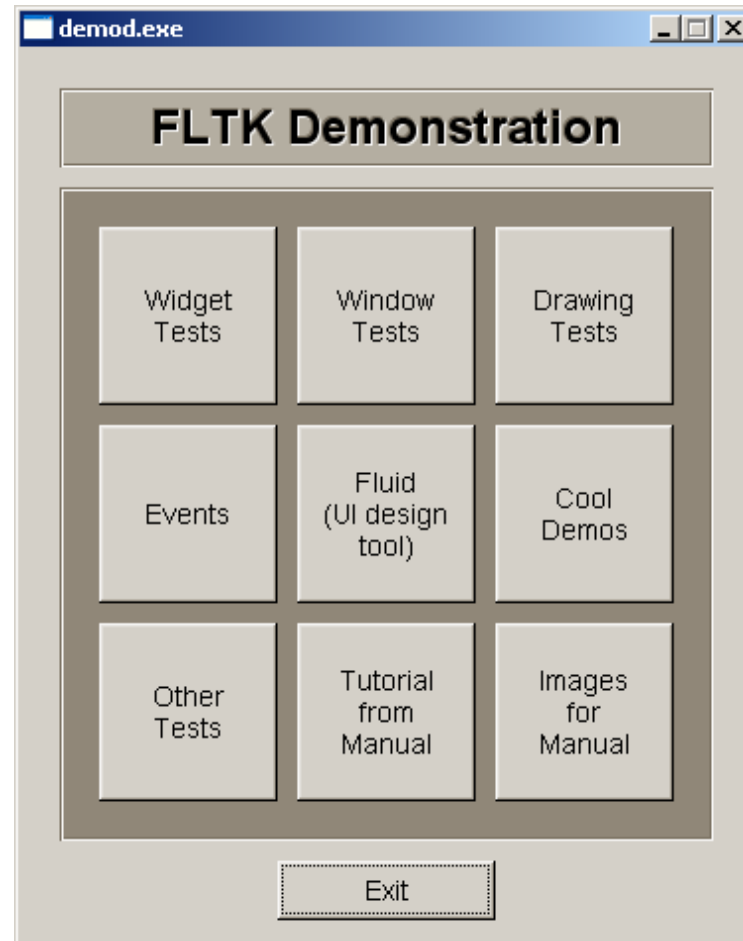 demod.exe
FLTK Demonstration
Widget
Tests
Window
Tests
Drawing
Tests
Events
Fluid
(UI design
tool)
Cool
Demos
Other
Tests
Tutorial
from
Manual
Images
for
Manual
Exit